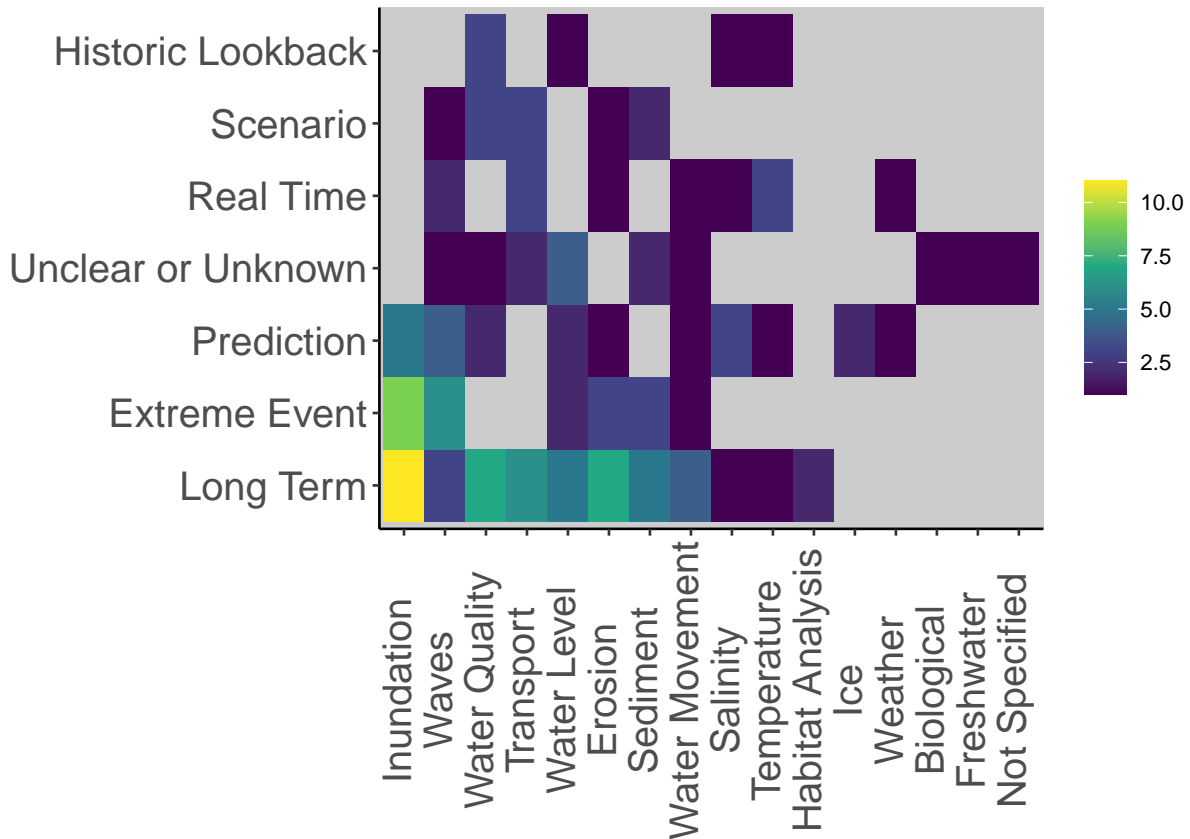 Historic Lookback
Scenario
Real Time
Unclear or Unknown
Prediction
Extreme Event
Long Term
10.0
7.5
5.0
2.5
Inundation
Waves
Water Quality
Transport
Water Level
Erosion
Sediment
Water Movement
Salinity
Temperature
Habitat Analysis
Ice
Weather
Biological
Freshwater
Not Specified